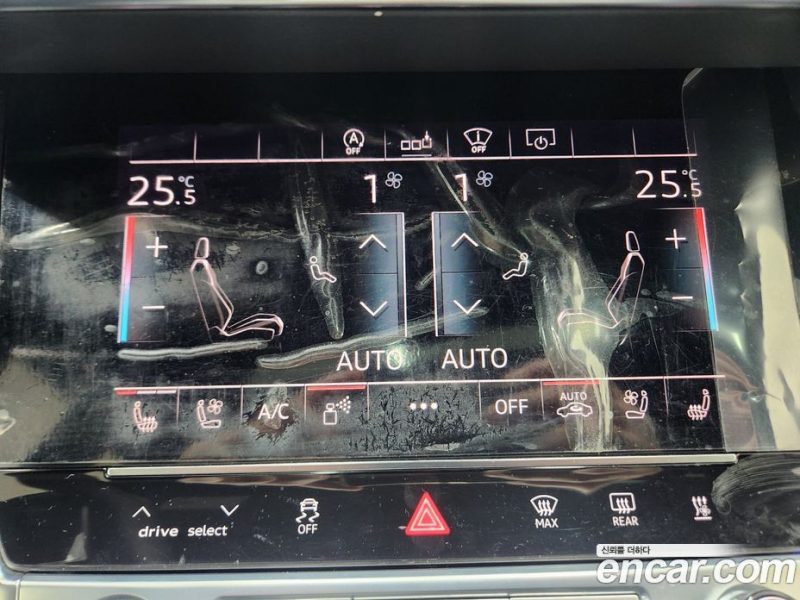 A OFF OFF
25.5 °C 1 1 25.5 °C
AUTO AUTO
A/C ••• OFF AUTO
drive select OFF MAX REAR
신뢰를 더하다
encar.com